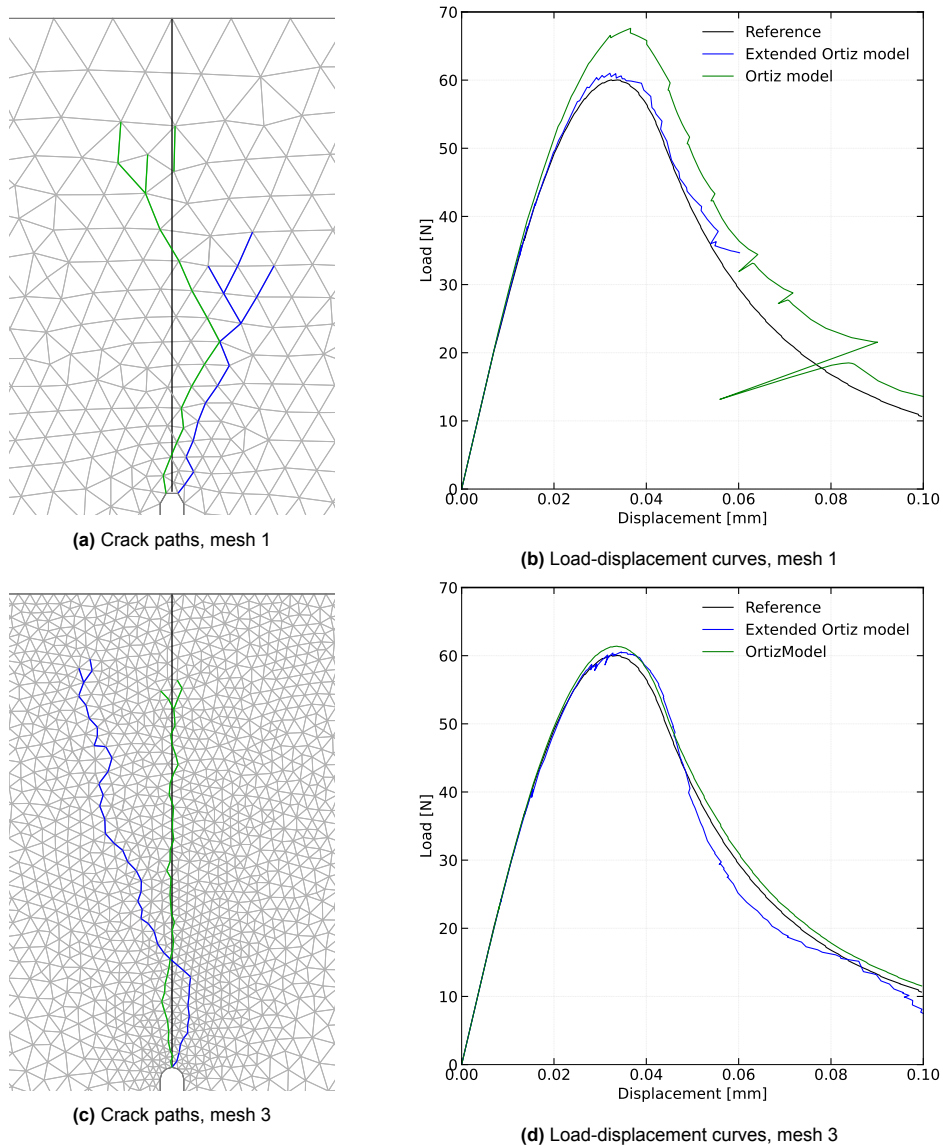 70
60
50
40
30
20
10
0
Load [N]
Reference
Extended Ortiz model
Ortiz model
0.00 0.02 0.04 0.06 0.08 0.10
Displacement [mm]
(a) Crack paths, mesh 1
(b) Load-displacement curves, mesh 1
70
60
50
40
30
20
10
0
Load [N]
Reference
Extended Ortiz model
OrtizModel
0.00 0.02 0.04 0.06 0.08 0.10
Displacement [mm]
(c) Crack paths, mesh 3
(d) Load-displacement curves, mesh 3